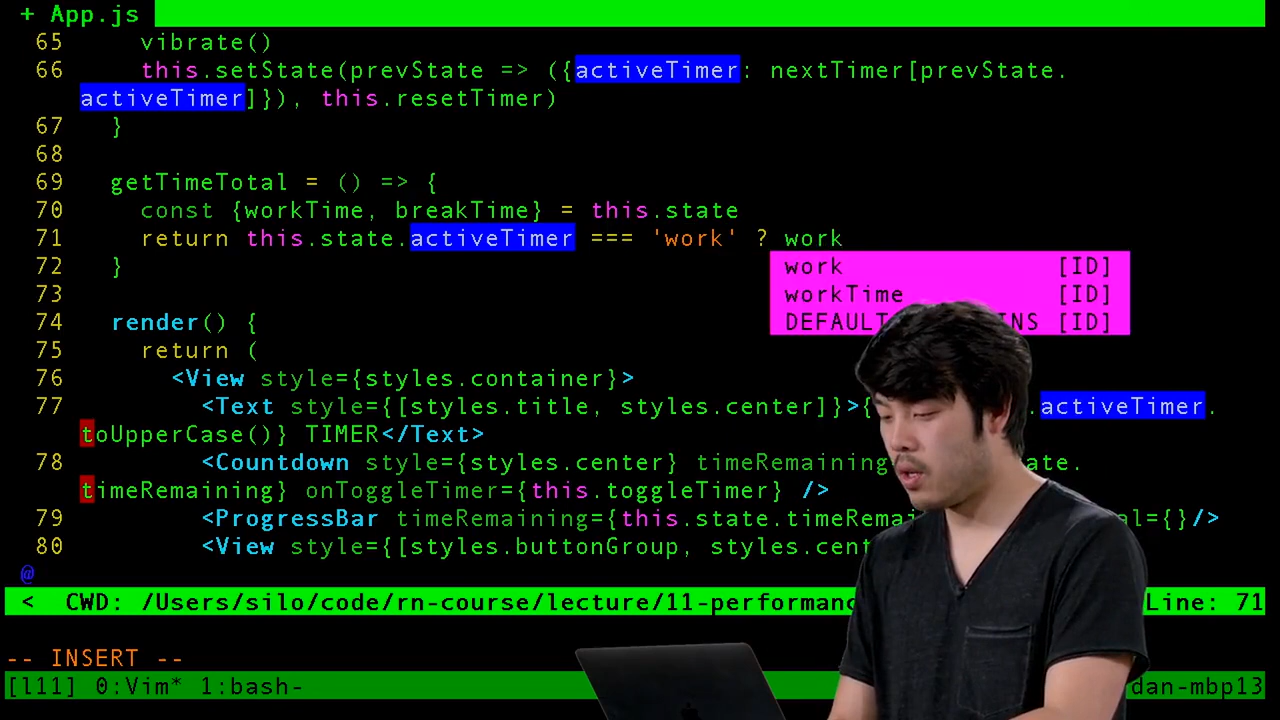 + App.js
65 vibrate()
66 this.setState(prevState => ({activeTimer: nextTimer[prevState.
activeTimer]}), this.resetTimer)
67 }
68
69 getTimeTotal = () => {
70 const {workTime, breakTime} = this.state
71 return this.state.activeTimer === 'work' ? work
work [ID]
72 }
workTime [ID]
73
DEFAULT INS [ID]
74 render() {
75 return (
76 <View style={styles.container}>
77 <Text style={[styles.title, styles.center]}>{ .activeTimer.
toUpperCase()} TIMER</Text>
78 <Countdown style={styles.center} timeRemaining ate.
timeRemaining} onToggleTimer={this.toggleTimer} />
79 <ProgressBar timeRemaining={this.state.timeRemai al={}/>
80 <View style={[styles.buttonGroup, styles.cent
@
< CWD: /Users/silo/code/rn-course/lecture/11-performanc Line: 71
-- INSERT --
[l11] 0:Vim* 1:bash- dan-mbp13